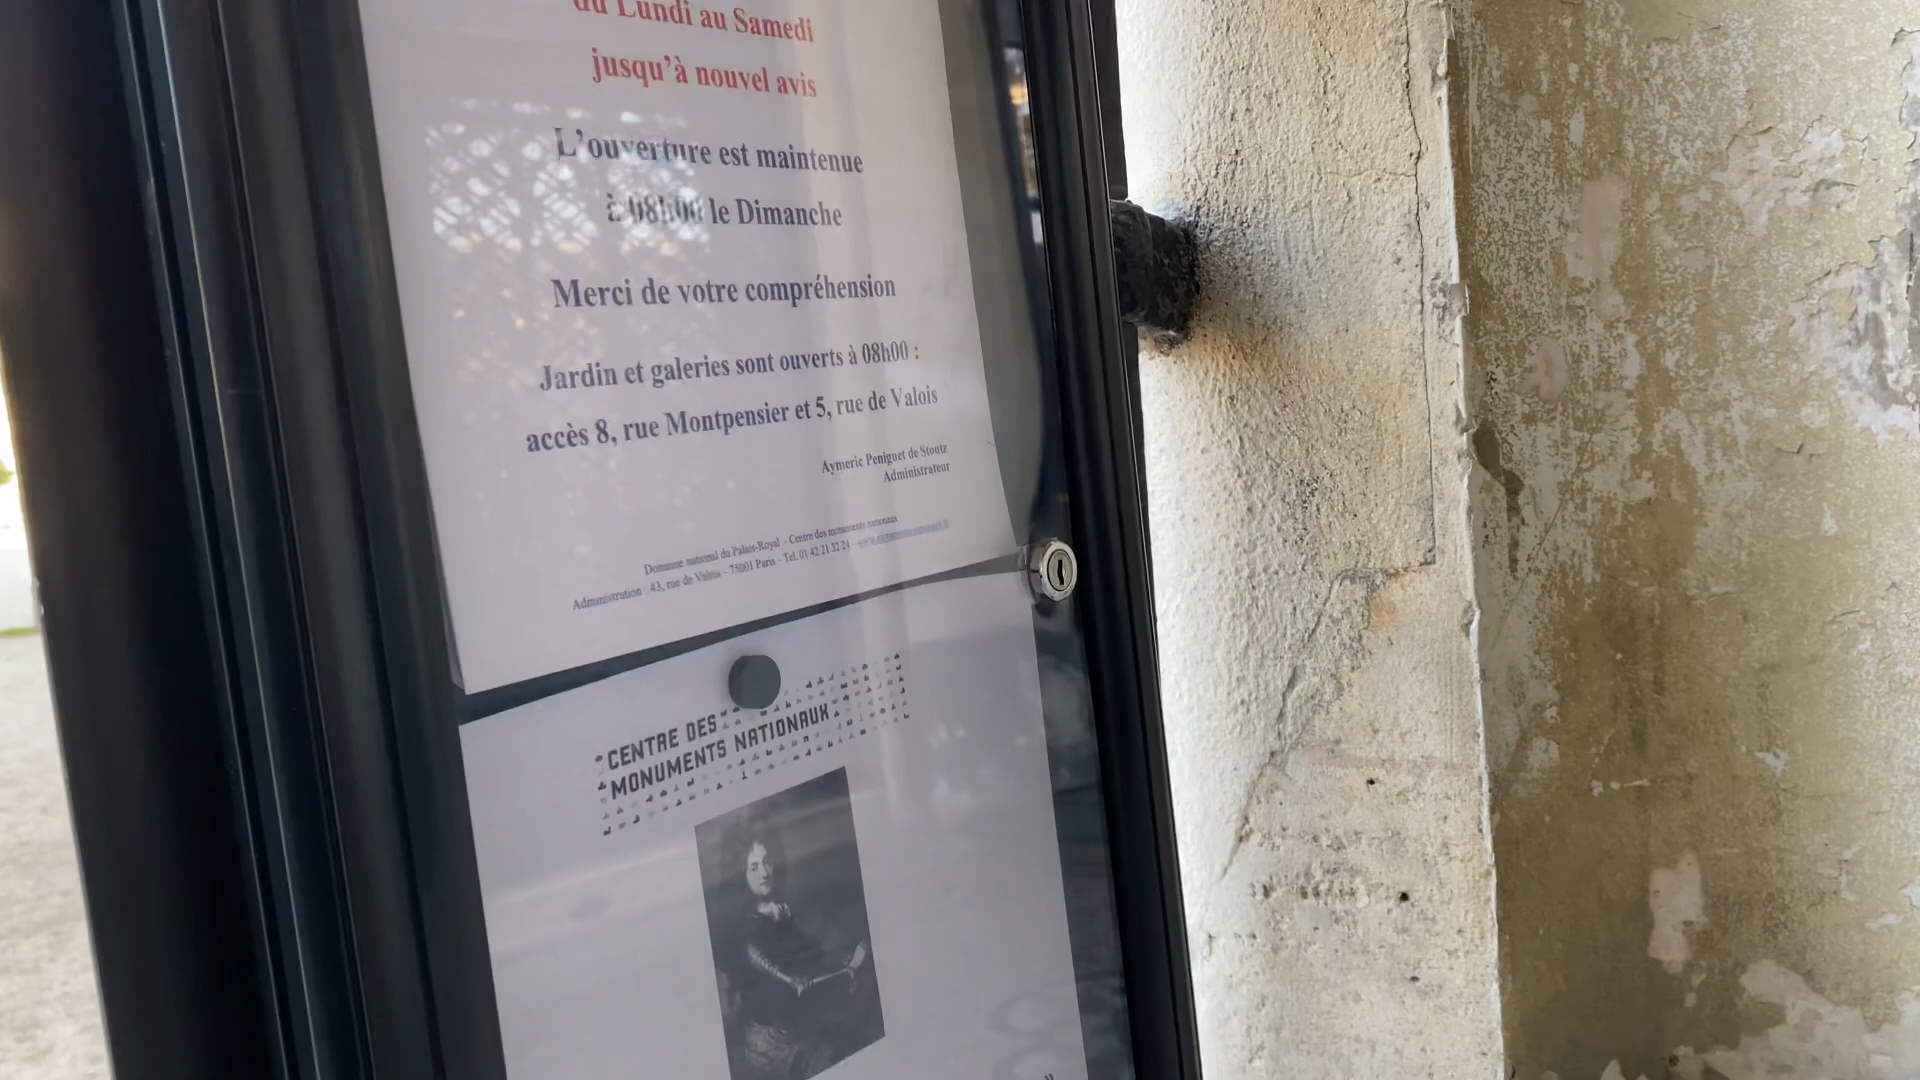 du Lundi au Samedi
jusqu'à nouvel avis
L'ouverture est maintenue
à 08h00 le Dimanche
Merci de votre compréhension
Jardin et galeries sont ouverts à 08h00 :
accès 8, rue Montpensier et 5, rue de Valois
Aymeric Peniguet de Stoutz
Administrateur
Domaine national du Palais-Royal - Centre des monuments nationaux
Administration : 43, rue de Valois - 75001 Paris - Tel. 01 42 21 32 24 -
CENTRE DES
MONUMENTS NATIONAUX